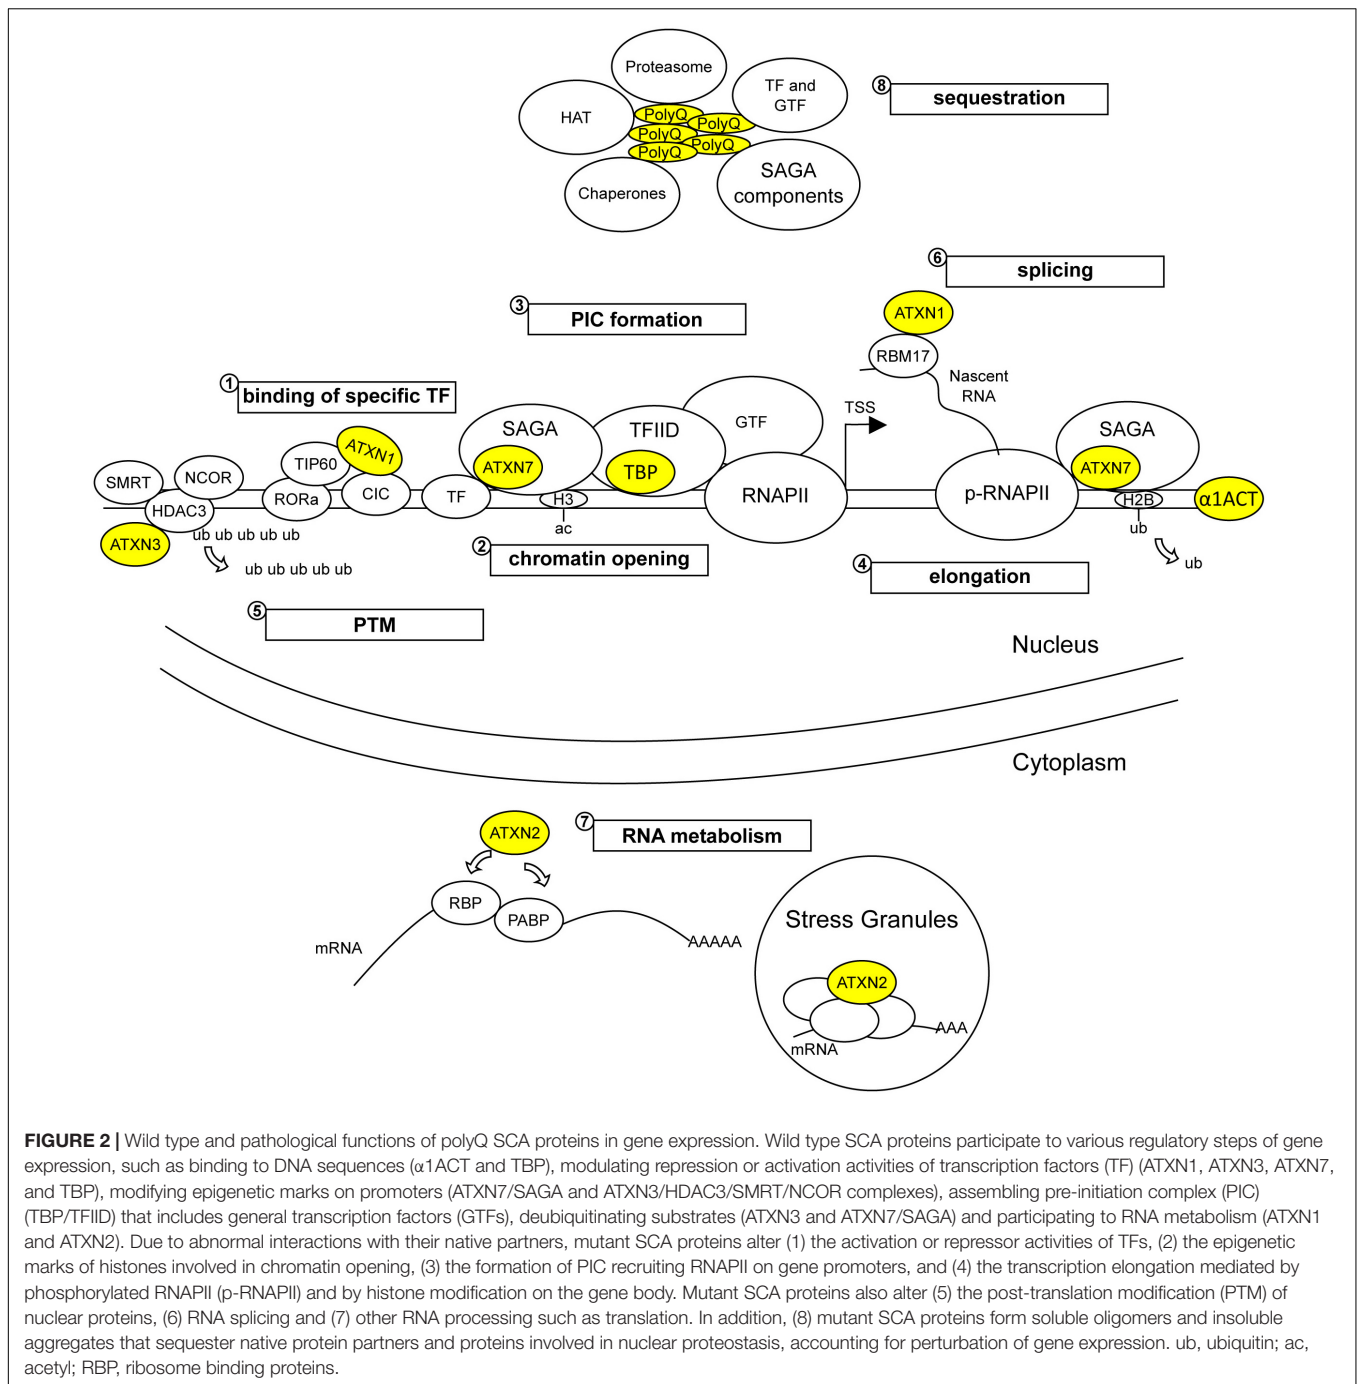 Proteasome
TF and
GTF
HAT
PolyQ
PolyQ
PolyQ
PolyQ
PolyQ
Chaperones
SAGA
components
8
sequestration
6
splicing
3
PIC formation
ATXN1
RBM17
Nascent
RNA
1
binding of specific TF
TSS
SAGA
TFIID
GTF
SAGA
ATXN1
TIP60
ATXN7
TBP
ATXN7
SMRT
NCOR
RORa
CIC
TF
H3
RNAPII
p-RNAPII
H2B
α1ACT
HDAC3
ATXN3
ub ub ub ub ub
ac
ub
ub ub ub ub ub
2
chromatin opening
4
elongation
ub
5
PTM
Nucleus
Cytoplasm
ATXN2
7
RNA metabolism
RBP
PABP
mRNA
AAAAA
Stress Granules
ATXN2
AAA
mRNA
FIGURE 2 | Wild type and pathological functions of polyQ SCA proteins in gene expression. Wild type SCA proteins participate to various regulatory steps of gene
expression, such as binding to DNA sequences (α1ACT and TBP), modulating repression or activation activities of transcription factors (TF) (ATXN1, ATXN3, ATXN7,
and TBP), modifying epigenetic marks on promoters (ATXN7/SAGA and ATXN3/HDAC3/SMRT/NCOR complexes), assembling pre-initiation complex (PIC)
(TBP/TFIID) that includes general transcription factors (GTFs), deubiquitinating substrates (ATXN3 and ATXN7/SAGA) and participating to RNA metabolism (ATXN1
and ATXN2). Due to abnormal interactions with their native partners, mutant SCA proteins alter (1) the activation or repressor activities of TFs, (2) the epigenetic
marks of histones involved in chromatin opening, (3) the formation of PIC recruiting RNAPII on gene promoters, and (4) the transcription elongation mediated by
phosphorylated RNAPII (p-RNAPII) and by histone modification on the gene body. Mutant SCA proteins also alter (5) the post-translation modification (PTM) of
nuclear proteins, (6) RNA splicing and (7) other RNA processing such as translation. In addition, (8) mutant SCA proteins form soluble oligomers and insoluble
aggregates that sequester native protein partners and proteins involved in nuclear proteostasis, accounting for perturbation of gene expression. ub, ubiquitin; ac,
acetyl; RBP, ribosome binding proteins.